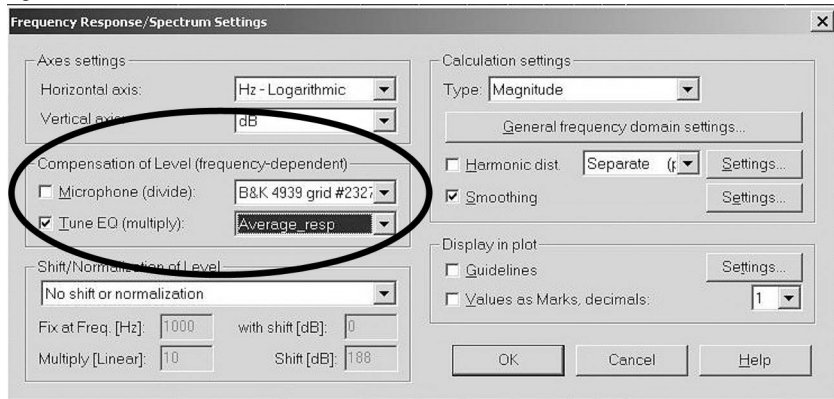 Frequency Response/Spectrum Settings
Axes settings
Horizontal axis: Hz - Logarithmic
Vertical axis: dB
Compensation of Level (frequency-dependent)
Microphone (divide): B&K 4939 grid #2327
Tune EQ (multiply): Average_resp
Shift/Normalization of Level
No shift or normalization
Fix at Freq. [Hz]: 1000 with shift [dB]: 0
Multiply [Linear]: 10 Shift [dB]: 188
Calculation settings
Type: Magnitude
General frequency domain settings...
Harmonic dist. Separate (p Settings...
Smoothing Settings...
Display in plot
Guidelines Settings...
Values as Marks, decimals: 1
OK Cancel Help